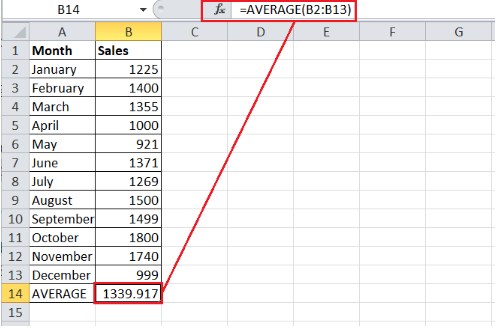 B14 fx =AVERAGE(B2:B13)
A B C D E F G
1 Month Sales
2 January 1225
3 February 1400
4 March 1355
5 April 1000
6 May 921
7 June 1371
8 July 1269
9 August 1500
10 September 1499
11 October 1800
12 November 1740
13 December 999
14 AVERAGE 1339.917
15